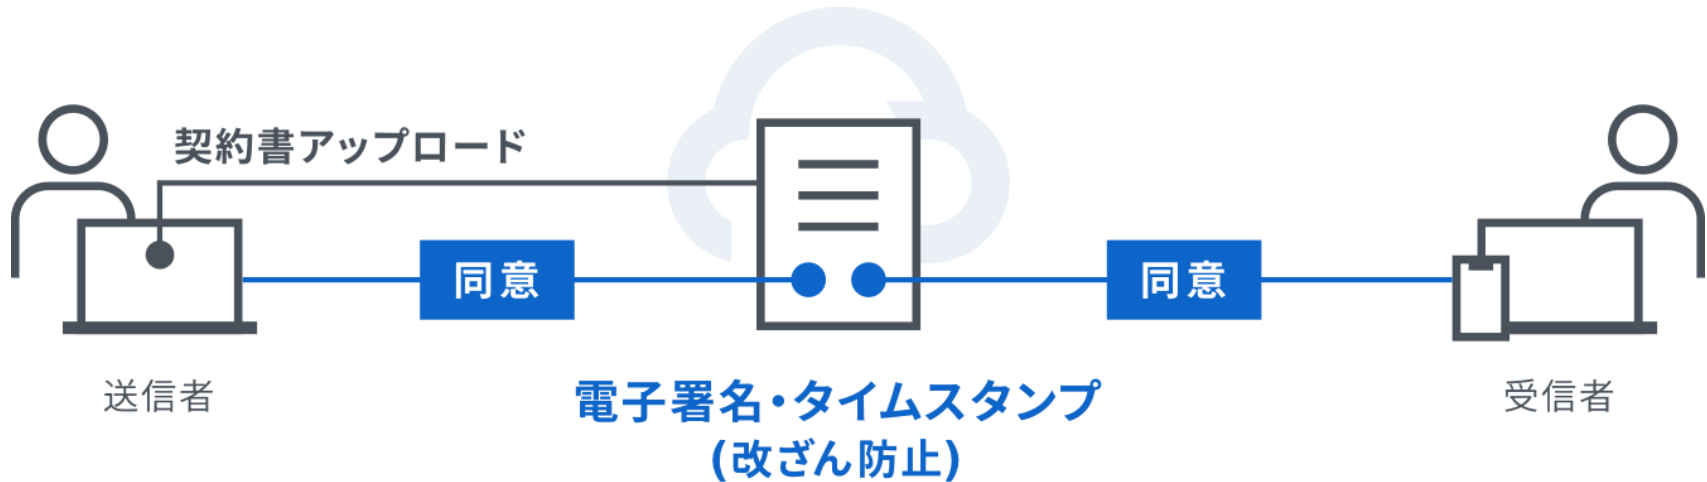 契約書アップロード
同意
同意
送信者
電子署名・タイムスタンプ
(改ざん防止)
受信者